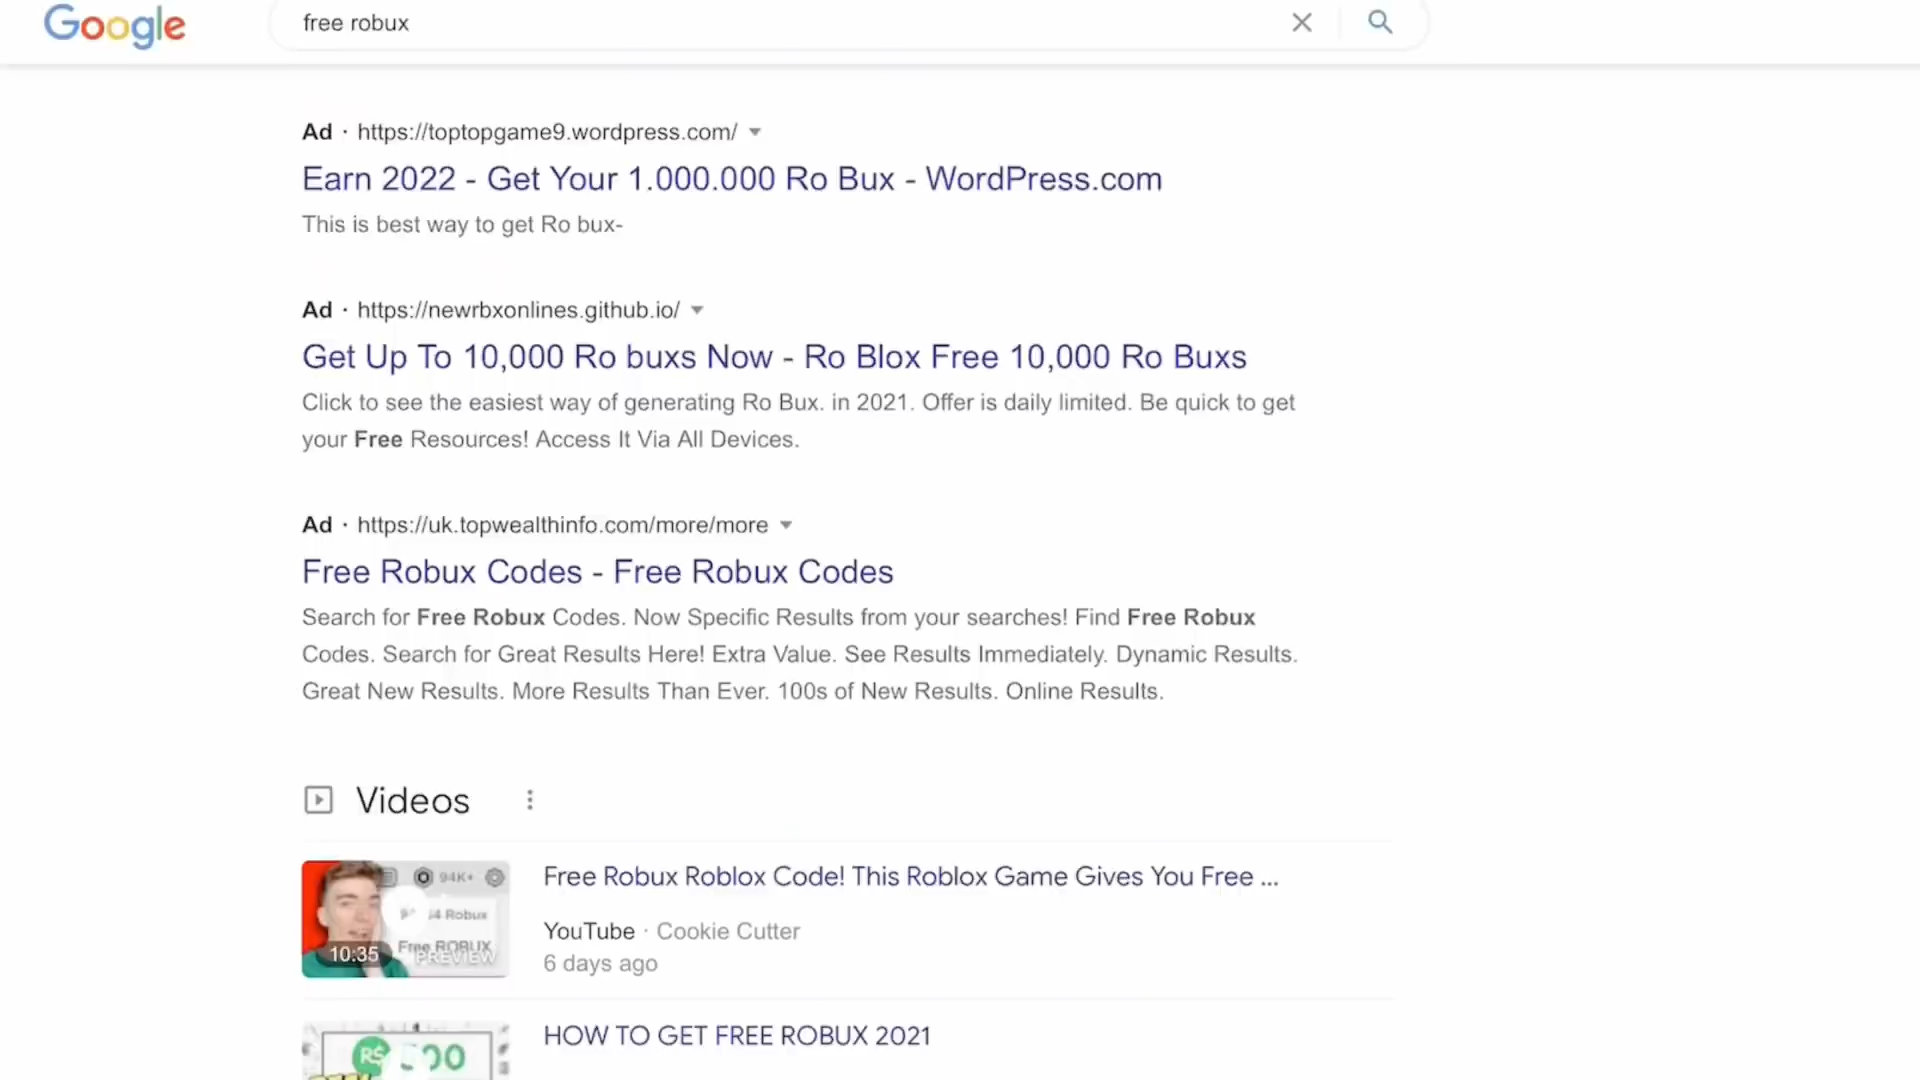 Google
free robux
Ad · https://toptopgame9.wordpress.com/
Earn 2022 - Get Your 1.000.000 Ro Bux - WordPress.com
This is best way to get Ro bux-
Ad · https://newrbxonlines.github.io/
Get Up To 10,000 Ro buxs Now - Ro Blox Free 10,000 Ro Buxs
Click to see the easiest way of generating Ro Bux. in 2021. Offer is daily limited. Be quick to get
your Free Resources! Access It Via All Devices.
Ad · https://uk.topwealthinfo.com/more/more
Free Robux Codes - Free Robux Codes
Search for Free Robux Codes. Now Specific Results from your searches! Find Free Robux
Codes. Search for Great Results Here! Extra Value. See Results Immediately. Dynamic Results.
Great New Results. More Results Than Ever. 100s of New Results. Online Results.
Videos
94K+
Robux
Free ROBUX
PREVIEW
10:35
Free Robux Roblox Code! This Roblox Game Gives You Free ...
YouTube · Cookie Cutter
6 days ago
R$
HOW TO GET FREE ROBUX 2021